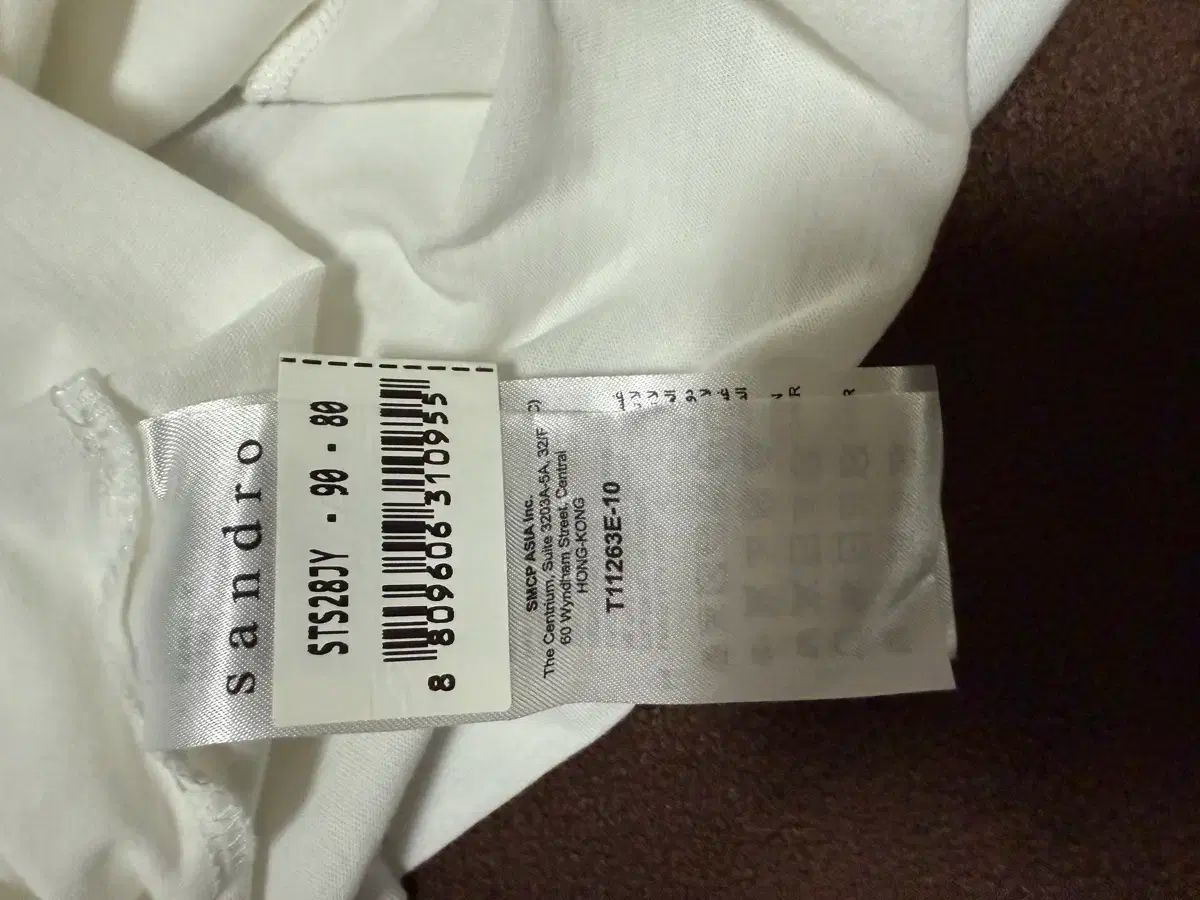 sandro
STS28JY - 90 - 80
8 809606 310955
SMCP ASIA Inc.
The Centrium, Suite 3203A-5A, 32/F
60 Wyndham Street, Central
HONG-KONG
T11263E-10
R
R